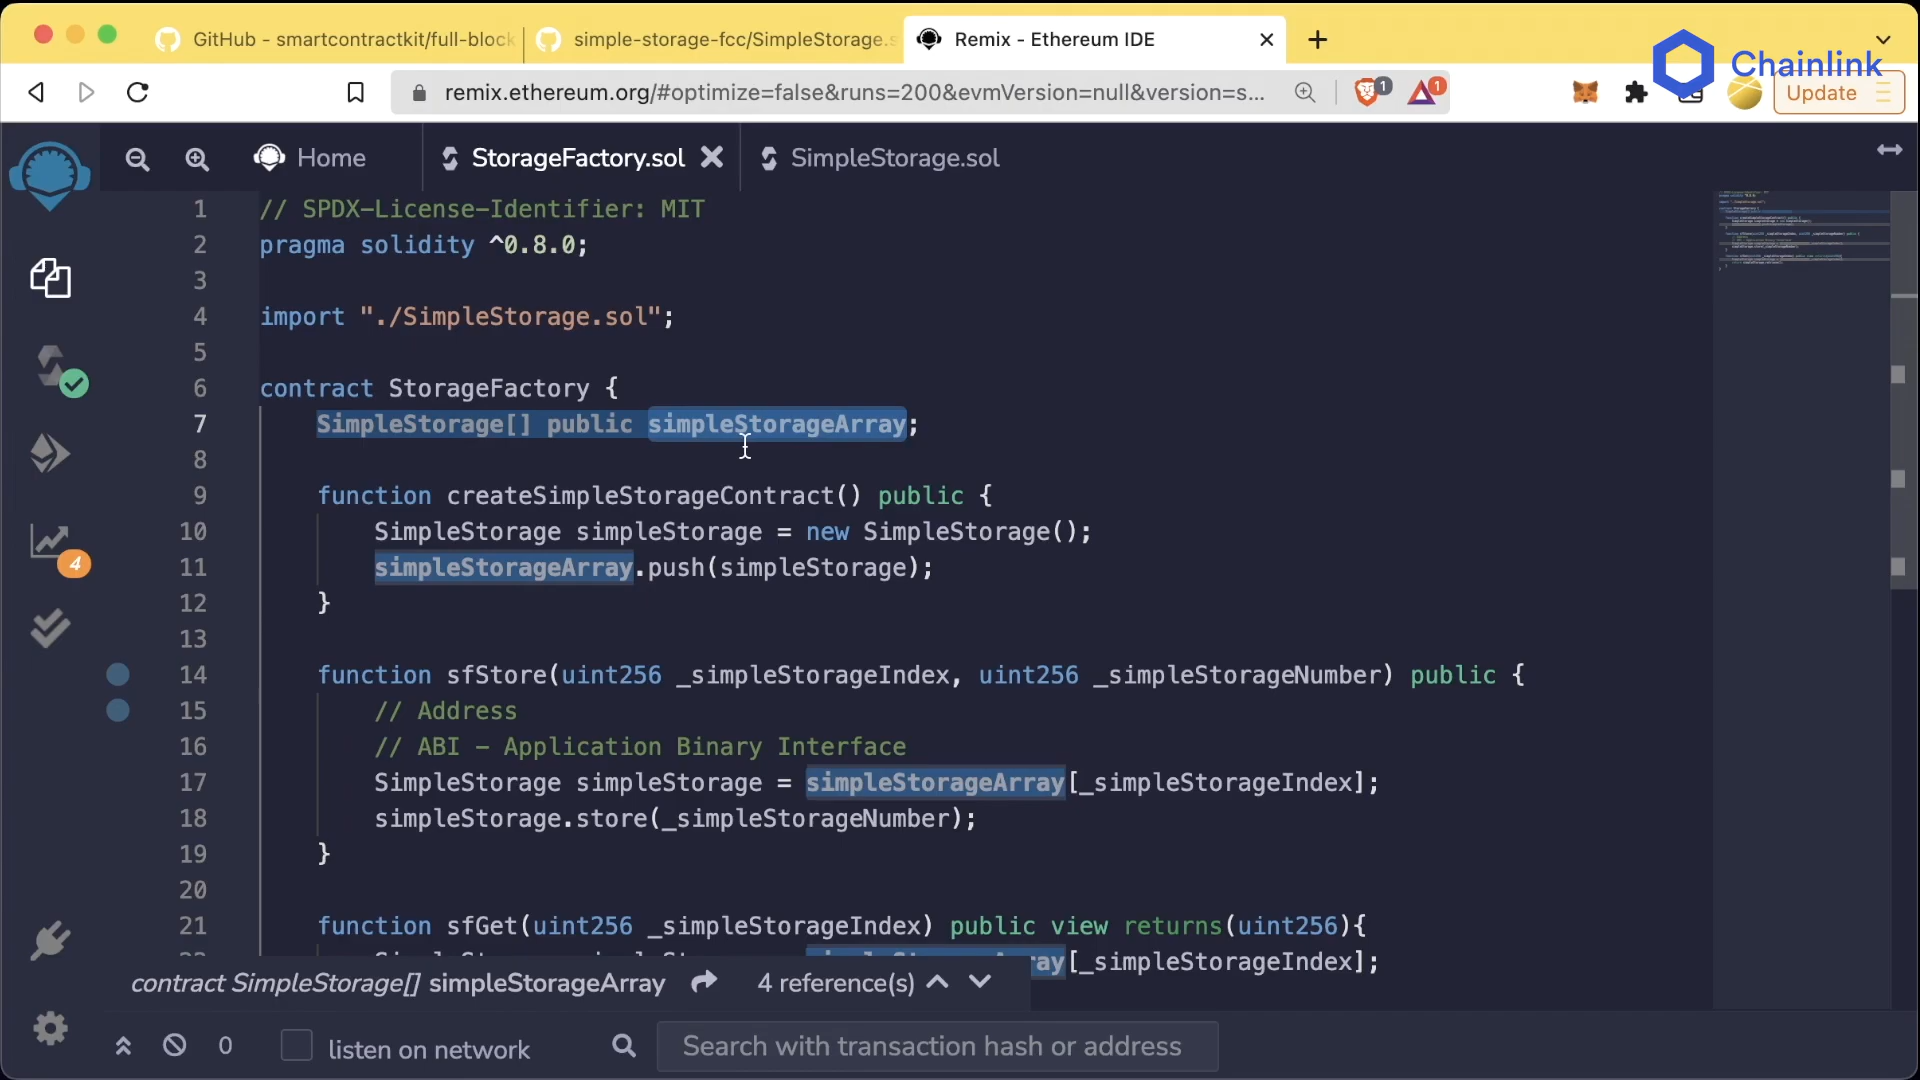 GitHub - smartcontractkit/full-block
simple-storage-fcc/SimpleStorage.s
Remix - Ethereum IDE
Chainlink
remix.ethereum.org/#optimize=false&runs=200&evmVersion=null&version=s...
1
1
Update
Home
StorageFactory.sol
SimpleStorage.sol
1 // SPDX-License-Identifier: MIT
2 pragma solidity ^0.8.0;
3
4 import "./SimpleStorage.sol";
5
6 contract StorageFactory {
7 SimpleStorage[] public simpleStorageArray;
8
9 function createSimpleStorageContract() public {
10 SimpleStorage simpleStorage = new SimpleStorage();
11 simpleStorageArray.push(simpleStorage);
12 }
13
14 function sfStore(uint256 _simpleStorageIndex, uint256 _simpleStorageNumber) public {
15 // Address
16 // ABI - Application Binary Interface
17 SimpleStorage simpleStorage = simpleStorageArray[_simpleStorageIndex];
18 simpleStorage.store(_simpleStorageNumber);
19 }
20
21 function sfGet(uint256 _simpleStorageIndex) public view returns(uint256){
ay[_simpleStorageIndex];
4
contract SimpleStorage[] simpleStorageArray
4 reference(s)
0
listen on network
Search with transaction hash or address